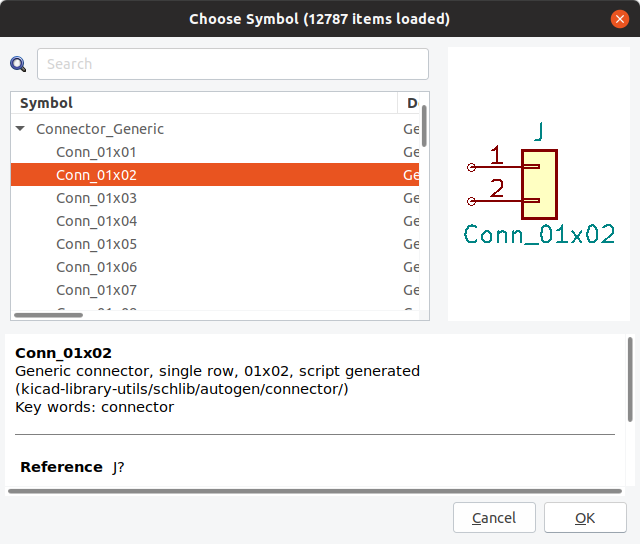 Choose Symbol (12787 items loaded)
Search
Symbol D
Connector_Generic Ge
Conn_01x01 Ge
Conn_01x02 Ge
Conn_01x03 Ge
Conn_01x04 Ge
Conn_01x05 Ge
Conn_01x06 Ge
Conn_01x07 Ge
J
1
2
Conn_01x02
Conn_01x02
Generic connector, single row, 01x02, script generated
(kicad-library-utils/schlib/autogen/connector/)
Key words: connector
Reference J?
Cancel OK